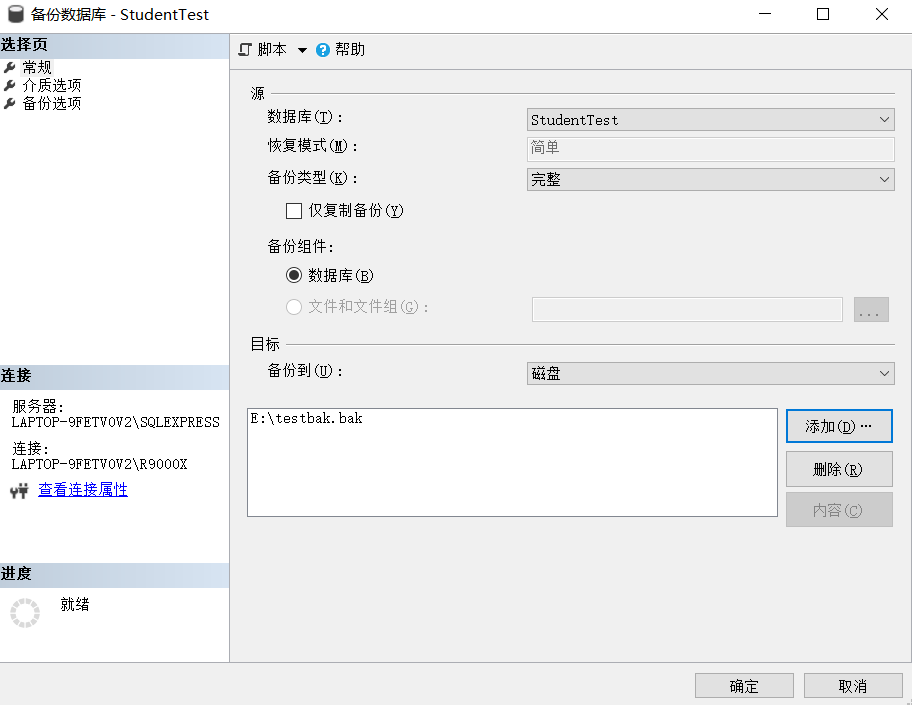 备份数据库 - StudentTest
选择页
常规
介质选项
备份选项
连接
服务器:
LAPTOP-9FETV0V2\SQLEXPRESS
连接:
LAPTOP-9FETV0V2\R9000X
查看连接属性
进度
就绪
脚本 帮助
源
数据库(T): StudentTest
恢复模式(M): 简单
备份类型(K): 完整
仅复制备份(Y)
备份组件:
数据库(B)
文件和文件组(G): ...
目标
备份到(U): 磁盘
E:\testbak.bak
添加(D)…
删除(R)
内容(C)
确定 取消